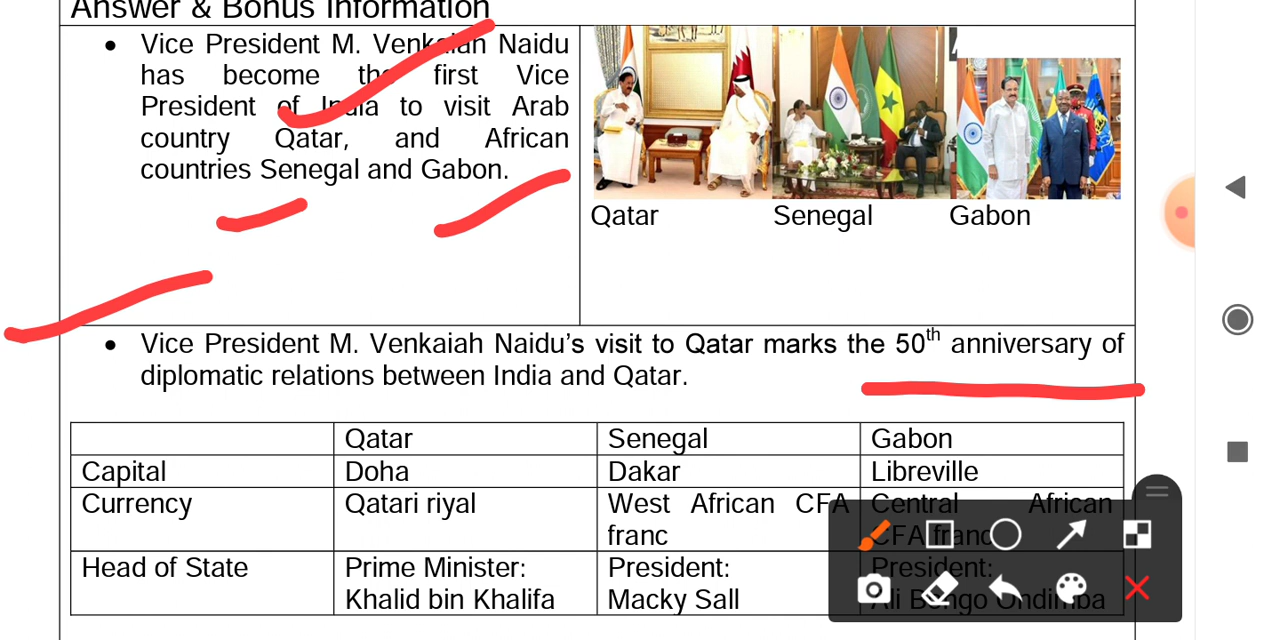 Answer & Bonus Information
Vice President M. Venkaiah Naidu
has become the first Vice
President of India to visit Arab
country Qatar, and African
countries Senegal and Gabon.
Qatar Senegal Gabon
Vice President M. Venkaiah Naidu’s visit to Qatar marks the 50th anniversary of
diplomatic relations between India and Qatar.
Qatar Senegal Gabon
Capital Doha Dakar Libreville
Currency Qatari riyal West African CFA Central African
franc CFA franc
Head of State Prime Minister: President: President:
Khalid bin Khalifa Macky Sall Ali Bongo Ondimba